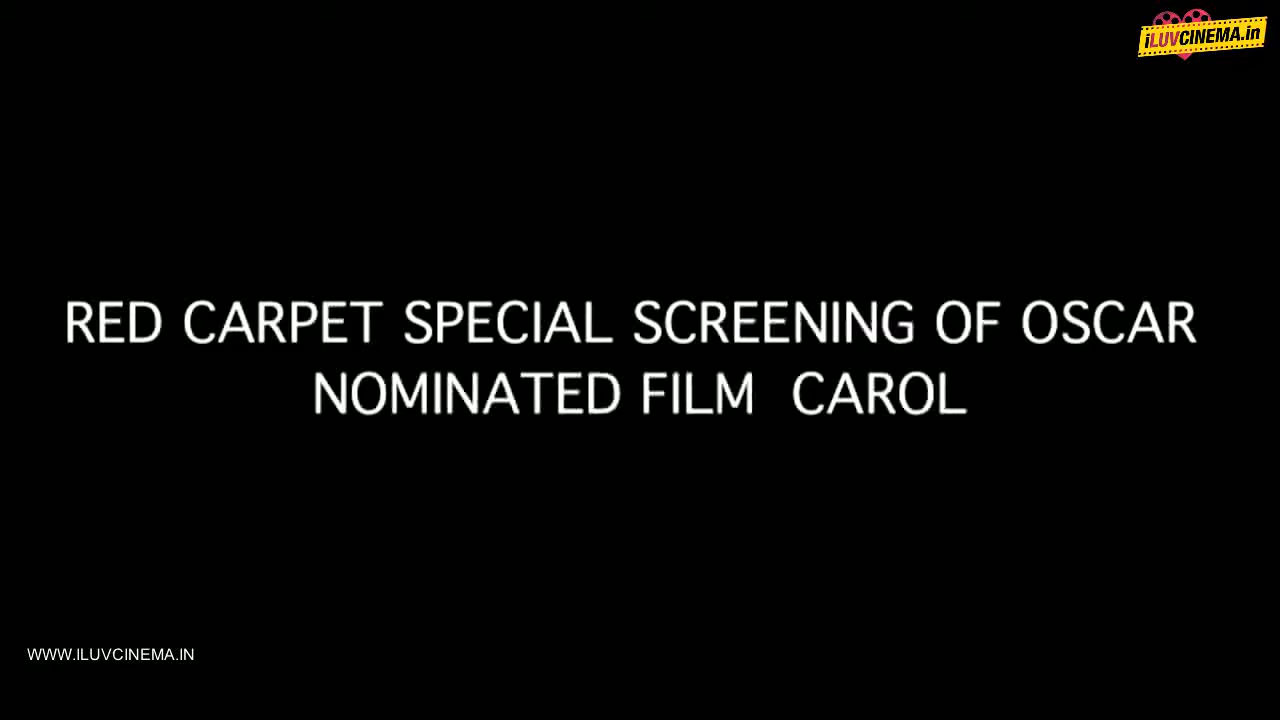 iLUVCINEMA.in
RED CARPET SPECIAL SCREENING OF OSCAR
NOMINATED FILM  CAROL
WWW.ILUVCINEMA.IN